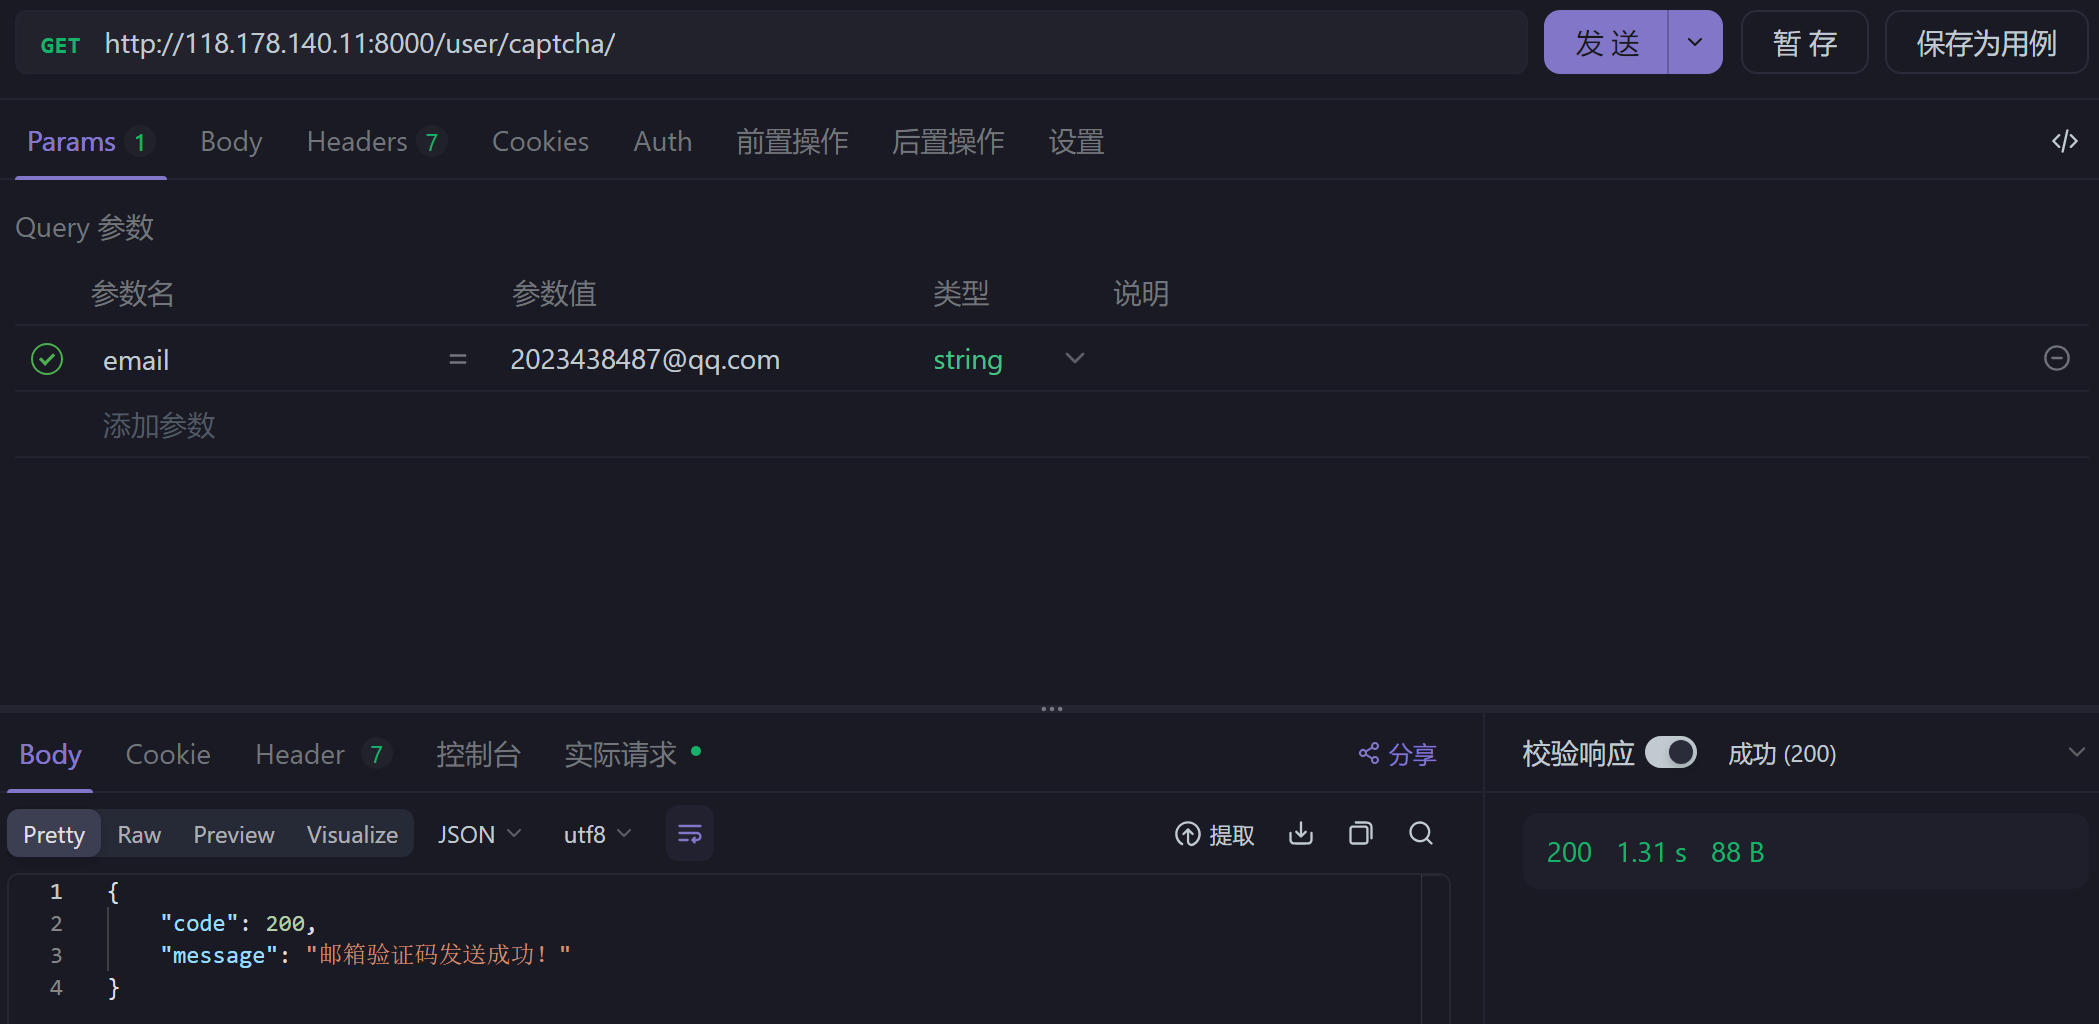 GET http://118.178.140.11:8000/user/captcha/ 发 送 暂 存 保存为用例
Params 1 Body Headers 7 Cookies Auth 前置操作 后置操作 设置
Query 参数
参数名 参数值 类型 说明
email = 2023438487@qq.com string
添加参数
Body Cookie Header 7 控制台 实际请求 分享 校验响应 成功 (200)
Pretty Raw Preview Visualize JSON utf8 提取
200 1.31 s 88 B
1 {
2 "code": 200,
3 "message": "邮箱验证码发送成功！"
4 }